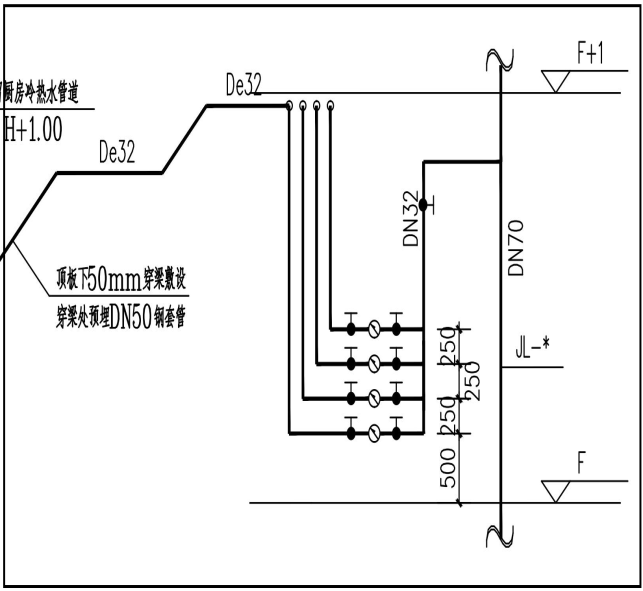 F+1
De32
厨房冷热水管道
H+1.00
De32
DN32
DN70
顶板下50mm穿梁敷设
穿梁处预埋DN50钢套管
250
JL-*
250
250
500
F